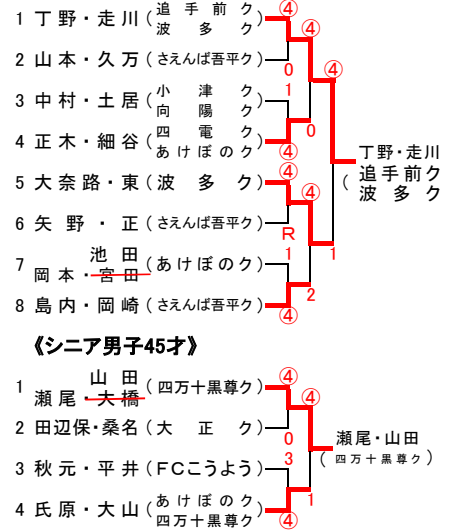 追手前ク ④
1 丁野・走川 ( 波多ク ) ④
2 山本・久万 (さえんば吾平ク) 0 ④
小津ク 1
3 中村・土居 ( 向陽ク )
四電ク 0
4 正木・細谷 ( あけぼのク ) ④
丁野・走川
( 追手前ク
波多ク
5 大奈路・東 (波多ク) ④
④
6 矢野・正 (さえんば吾平ク) R
池田 1 1
7 岡本・宮田 (あけぼのク)
2
8 島内・岡崎 (さえんば吾平ク) ④
《シニア男子45才》
山田 ④
1 瀬尾・大橋 (四万十黒尊ク) ④
2 田辺保・桑名 (大正ク) 0
瀬尾・山田
(四万十黒尊ク)
3 秋元・平井 (FCこうよう) 3
あけぼのク 1
4 氏原・大山 ( 四万十黒尊ク ) ④